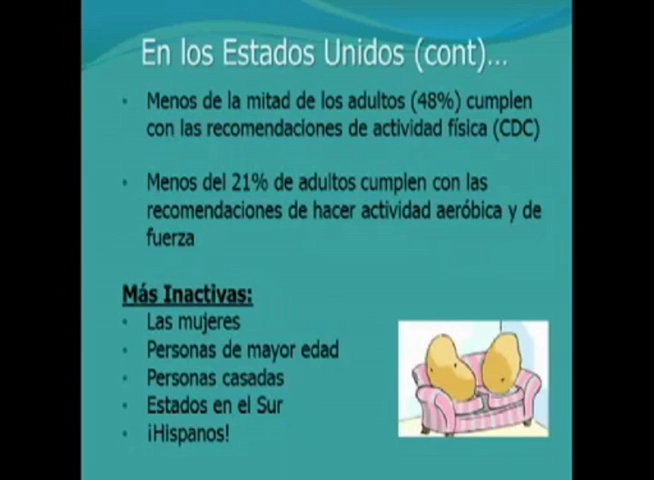 En los Estados Unidos (cont)...
• Menos de la mitad de los adultos (48%) cumplen
con las recomendaciones de actividad física (CDC)
• Menos del 21% de adultos cumplen con las
recomendaciones de hacer actividad aeróbica y de
fuerza
Más Inactivas:
• Las mujeres
• Personas de mayor edad
• Personas casadas
• Estados en el Sur
• ¡Hispanos!